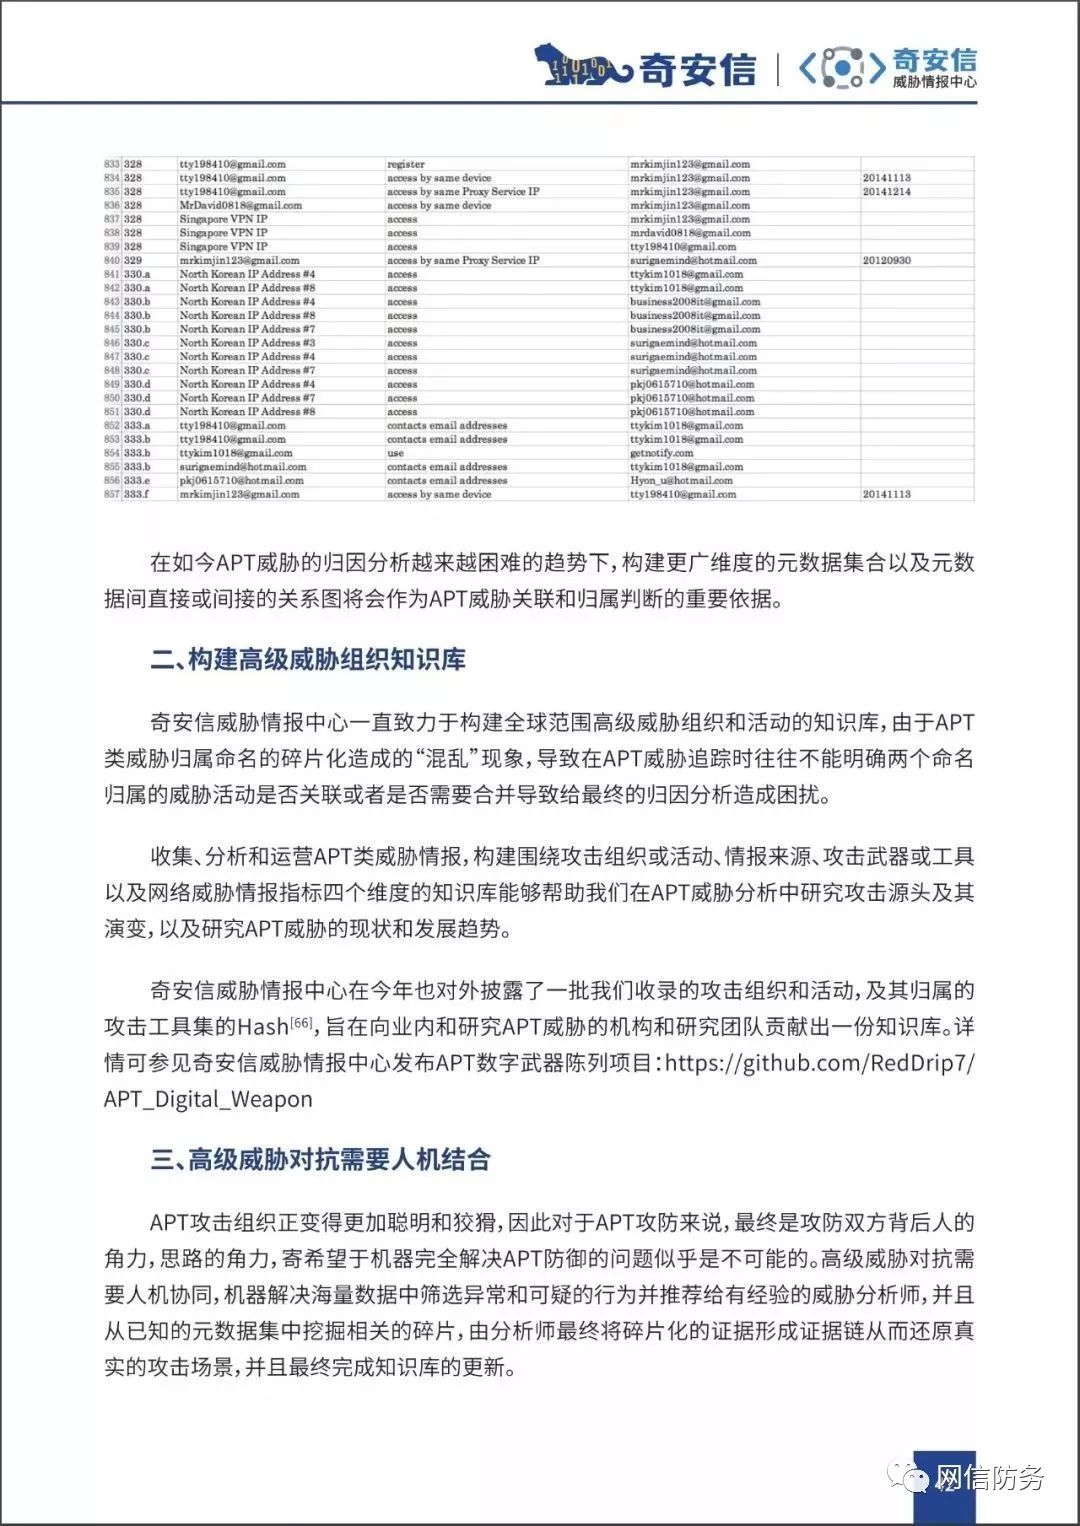 奇安信
奇安信
威胁情报中心
833 328 tty198410@gmail.com register mrkimjin123@gmail.com
834 328 tty198410@gmail.com access by same device mrkimjin123@gmail.com 20141113
835 328 tty198410@gmail.com access by same Proxy Service IP mrkimjin123@gmail.com 20141214
836 328 MrDavid0818@gmail.com access by same device mrkimjin123@gmail.com
837 328 Singapore VPN IP access mrkimjin123@gmail.com
838 328 Singapore VPN IP access mrdavid0818@gmail.com
839 328 Singapore VPN IP access tty198410@gmail.com
840 329 mrkimjin123@gmail.com access by same Proxy Service IP surigaemind@hotmail.com 20120930
841 330.a North Korean IP Address #4 access ttykim1018@gmail.com
842 330.a North Korean IP Address #8 access ttykim1018@gmail.com
843 330.b North Korean IP Address #4 access business2008it@gmail.com
844 330.b North Korean IP Address #8 access business2008it@gmail.com
845 330.b North Korean IP Address #7 access business2008it@gmail.com
846 330.c North Korean IP Address #3 access surigaemind@hotmail.com
847 330.c North Korean IP Address #4 access surigaemind@hotmail.com
848 330.c North Korean IP Address #7 access surigaemind@hotmail.com
849 330.d North Korean IP Address #4 access pkj0615710@hotmail.com
850 330.d North Korean IP Address #7 access pkj0615710@hotmail.com
851 330.d North Korean IP Address #8 access pkj0615710@hotmail.com
852 333.a tty198410@gmail.com contacts email addresses ttykim1018@gmail.com
853 333.b tty198410@gmail.com contacts email addresses ttykim1018@gmail.com
854 333.b ttykim1018@gmail.com use getnotify.com
855 333.b surigaemind@hotmail.com contacts email addresses ttykim1018@gmail.com
856 333.e pkj0615710@hotmail.com contacts email addresses Hyon_u@hotmail.com
857 333.f mrkimjin123@gmail.com access by same device tty198410@gmail.com 20141113
在如今APT威胁的归因分析越来越困难的趋势下，构建更广维度的元数据集合以及元数
据间直接或间接的关系图将会作为APT威胁关联和归属判断的重要依据。
二、构建高级威胁组织知识库
奇安信威胁情报中心一直致力于构建全球范围高级威胁组织和活动的知识库，由于APT
类威胁归属命名的碎片化造成的“混乱”现象，导致在APT威胁追踪时往往不能明确两个命名
归属的威胁活动是否关联或者是否需要合并导致给最终的归因分析造成困扰。
收集、分析和运营APT类威胁情报，构建围绕攻击组织或活动、情报来源、攻击武器或工具
以及网络威胁情报指标四个维度的知识库能够帮助我们在APT威胁分析中研究攻击源头及其
演变，以及研究APT威胁的现状和发展趋势。
奇安信威胁情报中心在今年也对外披露了一批我们收录的攻击组织和活动，及其归属的
攻击工具集的Hash[66]，旨在向业内和研究APT威胁的机构和研究团队贡献出一份知识库。详
情可参见奇安信威胁情报中心发布APT数字武器陈列项目：https://github.com/RedDrip7/
APT_Digital_Weapon
三、高级威胁对抗需要人机结合
APT攻击组织正变得更加聪明和狡猾，因此对于APT攻防来说，最终是攻防双方背后人的
角力，思路的角力，寄希望于机器完全解决APT防御的问题似乎是不可能的。高级威胁对抗需
要人机协同，机器解决海量数据中筛选异常和可疑的行为并推荐给有经验的威胁分析师，并且
从已知的元数据集中挖掘相关的碎片，由分析师最终将碎片化的证据形成证据链从而还原真
实的攻击场景，并且最终完成知识库的更新。
网信防务